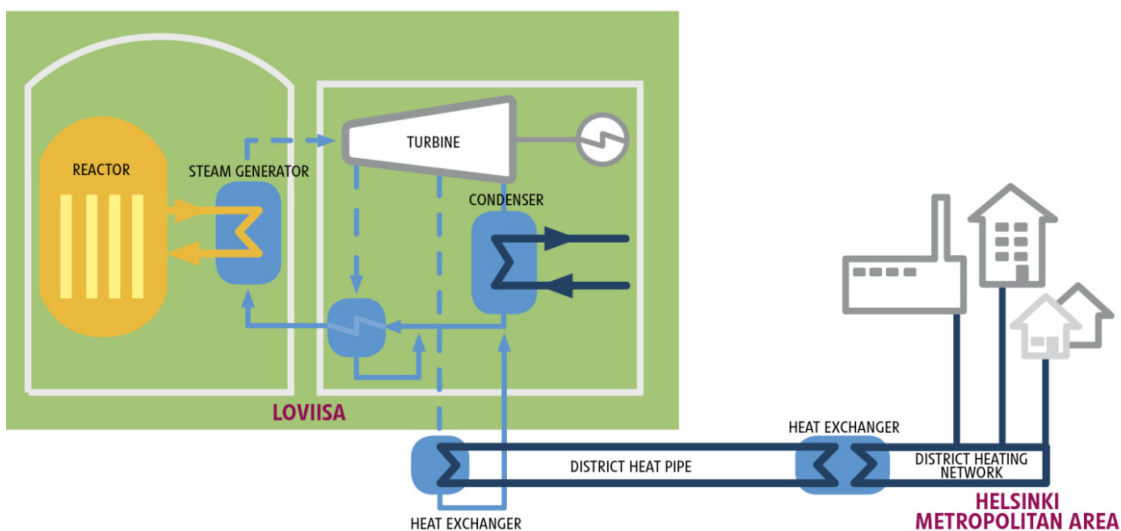 REACTOR
STEAM GENERATOR
TURBINE
CONDENSER
LOVIISA
HEAT EXCHANGER
DISTRICT HEAT PIPE
HEAT EXCHANGER
DISTRICT HEATING
NETWORK
HELSINKI
METROPOLITAN AREA